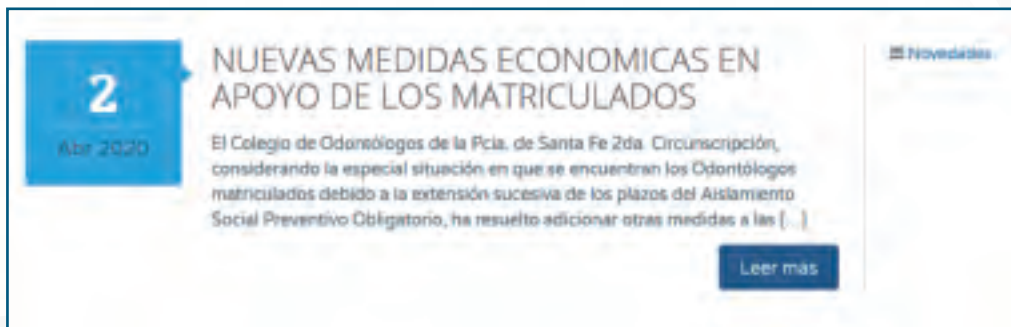 2
Abr 2020
NUEVAS MEDIDAS ECONOMICAS EN
APOYO DE LOS MATRICULADOS
El Colegio de Odontólogos de la Pcia. de Santa Fe 2da. Circunscripción,
considerando la especial situación en que se encuentran los Odontólogos
matriculados debido a la extensión sucesiva de los plazos del Aislamiento
Social Preventivo Obligatorio, ha resuelto adicionar otras medidas a las [...]
Leer más
Novedades